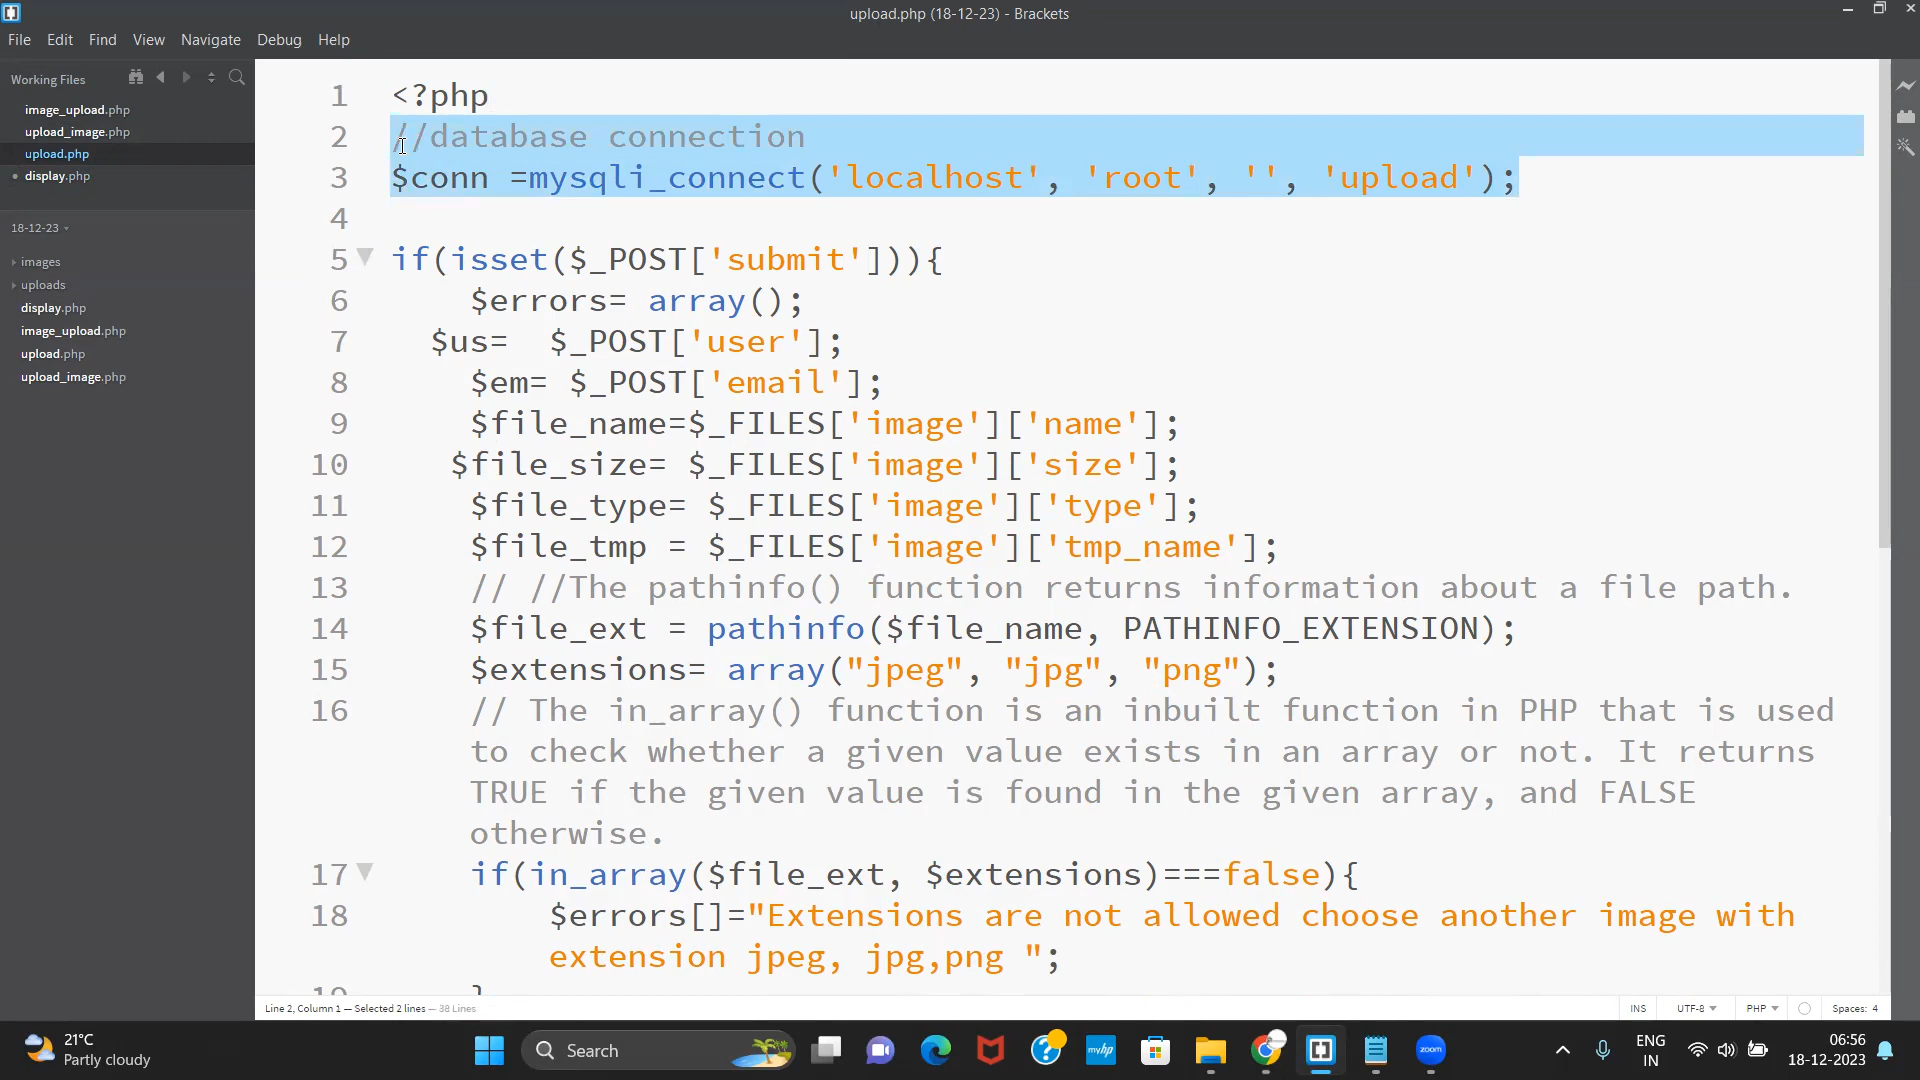 upload.php (18-12-23) - Brackets
File Edit Find View Navigate Debug Help
Working Files
image_upload.php
upload_image.php
upload.php
display.php
18-12-23
images
uploads
display.php
image_upload.php
upload.php
upload_image.php
1 <?php
2 //database connection
3 $conn =mysqli_connect('localhost', 'root', '', 'upload');
4
5 if(isset($_POST['submit'])){
6 $errors= array();
7 $us=  $_POST['user'];
8 $em= $_POST['email'];
9 $file_name=$_FILES['image']['name'];
10 $file_size= $_FILES['image']['size'];
11 $file_type= $_FILES['image']['type'];
12 $file_tmp = $_FILES['image']['tmp_name'];
13 // //The pathinfo() function returns information about a file path.
14 $file_ext = pathinfo($file_name, PATHINFO_EXTENSION);
15 $extensions= array("jpeg", "jpg", "png");
16 // The in_array() function is an inbuilt function in PHP that is used
to check whether a given value exists in an array or not. It returns
TRUE if the given value is found in the given array, and FALSE
otherwise.
17 if(in_array($file_ext, $extensions)===false){
18 $errors[]="Extensions are not allowed choose another image with
extension jpeg, jpg,png ";
19 }
Line 2, Column 1 — Selected 2 lines — 38 Lines
INS UTF-8 PHP Spaces: 4
21°C
Partly cloudy
Search
myhp
zoom
ENG
IN
06:56
18-12-2023